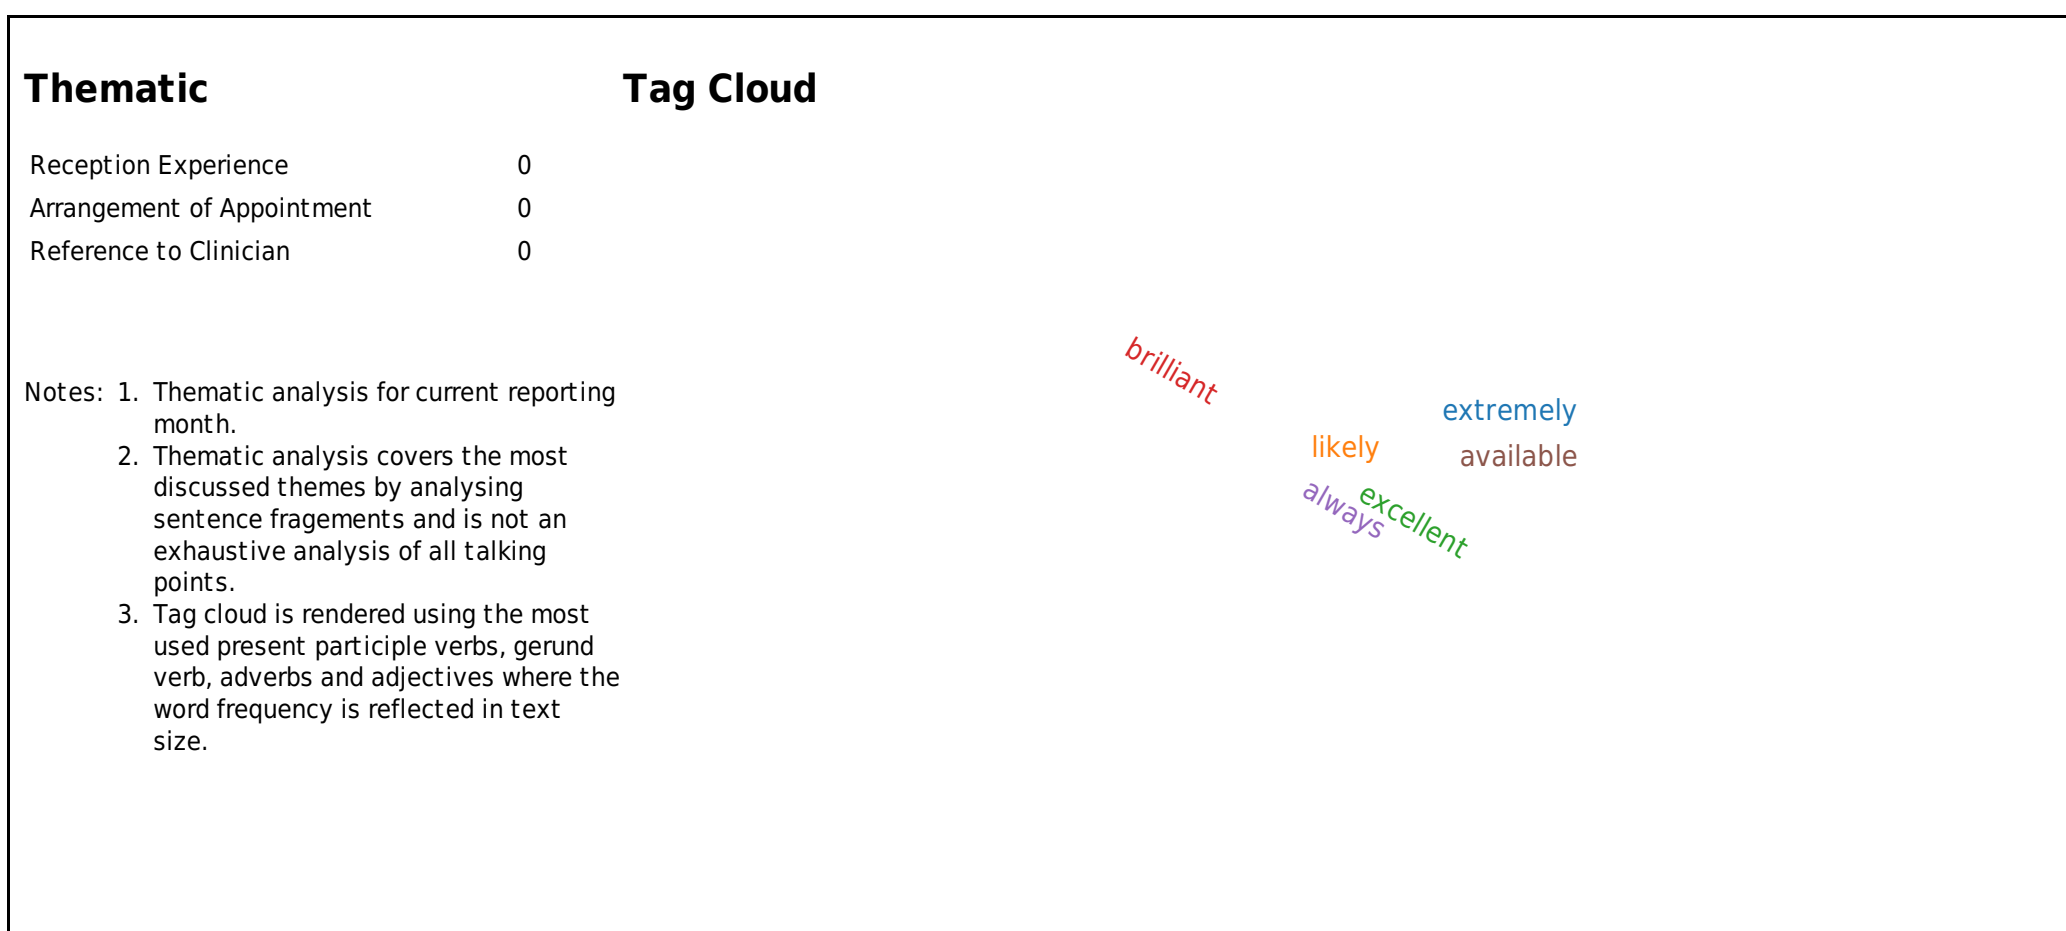 Thematic
Reception Experience 0
Arrangement of Appointment 0
Reference to Clinician 0
Notes: 1. Thematic analysis for current reporting
month.
2. Thematic analysis covers the most
discussed themes by analysing
sentence fragements and is not an
exhaustive analysis of all talking
points.
3. Tag cloud is rendered using the most
used present participle verbs, gerund
verb, adverbs and adjectives where the
word frequency is reflected in text
size.
Tag Cloud
brilliant
extremely
likely
available
always
excellent